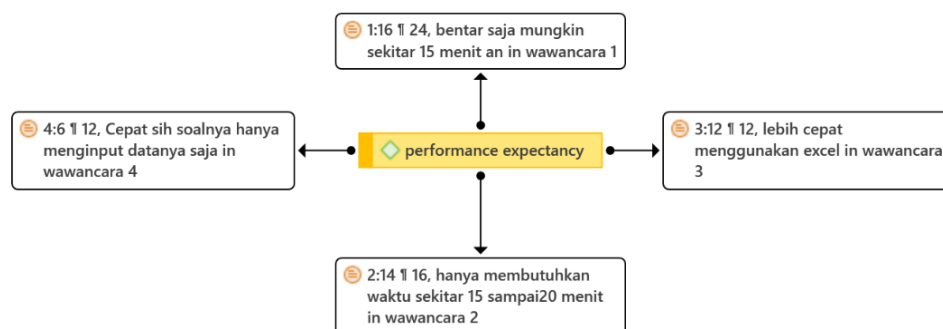 1:16 ¶ 24, bentar saja mungkin
sekitar 15 menit an in wawancara 1
4:6 ¶ 12, Cepat sih soalnya hanya
menginput datanya saja in
wawancara 4
performance expectancy
3:12 ¶ 12, lebih cepat
menggunakan excel in wawancara
3
2:14 ¶ 16, hanya membutuhkan
waktu sekitar 15 sampai20 menit
in wawancara 2